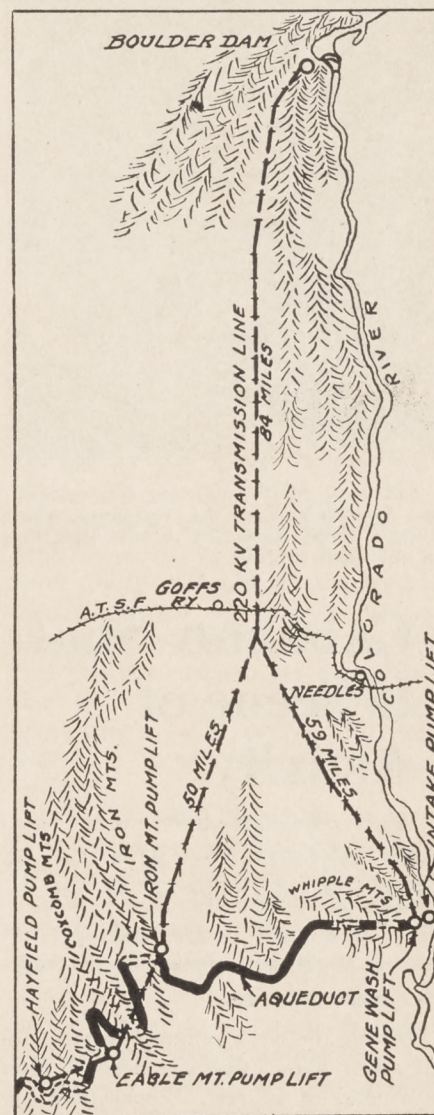 BOULDER DAM
220 KV TRANSMISSION LINE
84 MILES
COLORADO RIVER
GOFFS
A.T.S.F. RY.
NEEDLES
50 MILES
59 MILES
INTAKE PUMP LIFT
IRON MT. PUMP LIFT
IRON MTS.
COXCOMB MTS
HAYFIELD PUMP LIFT
WHIPPLE MTS
AQUEDUCT
GENE WASH
PUMP LIFT
EAGLE MT. PUMP LIFT